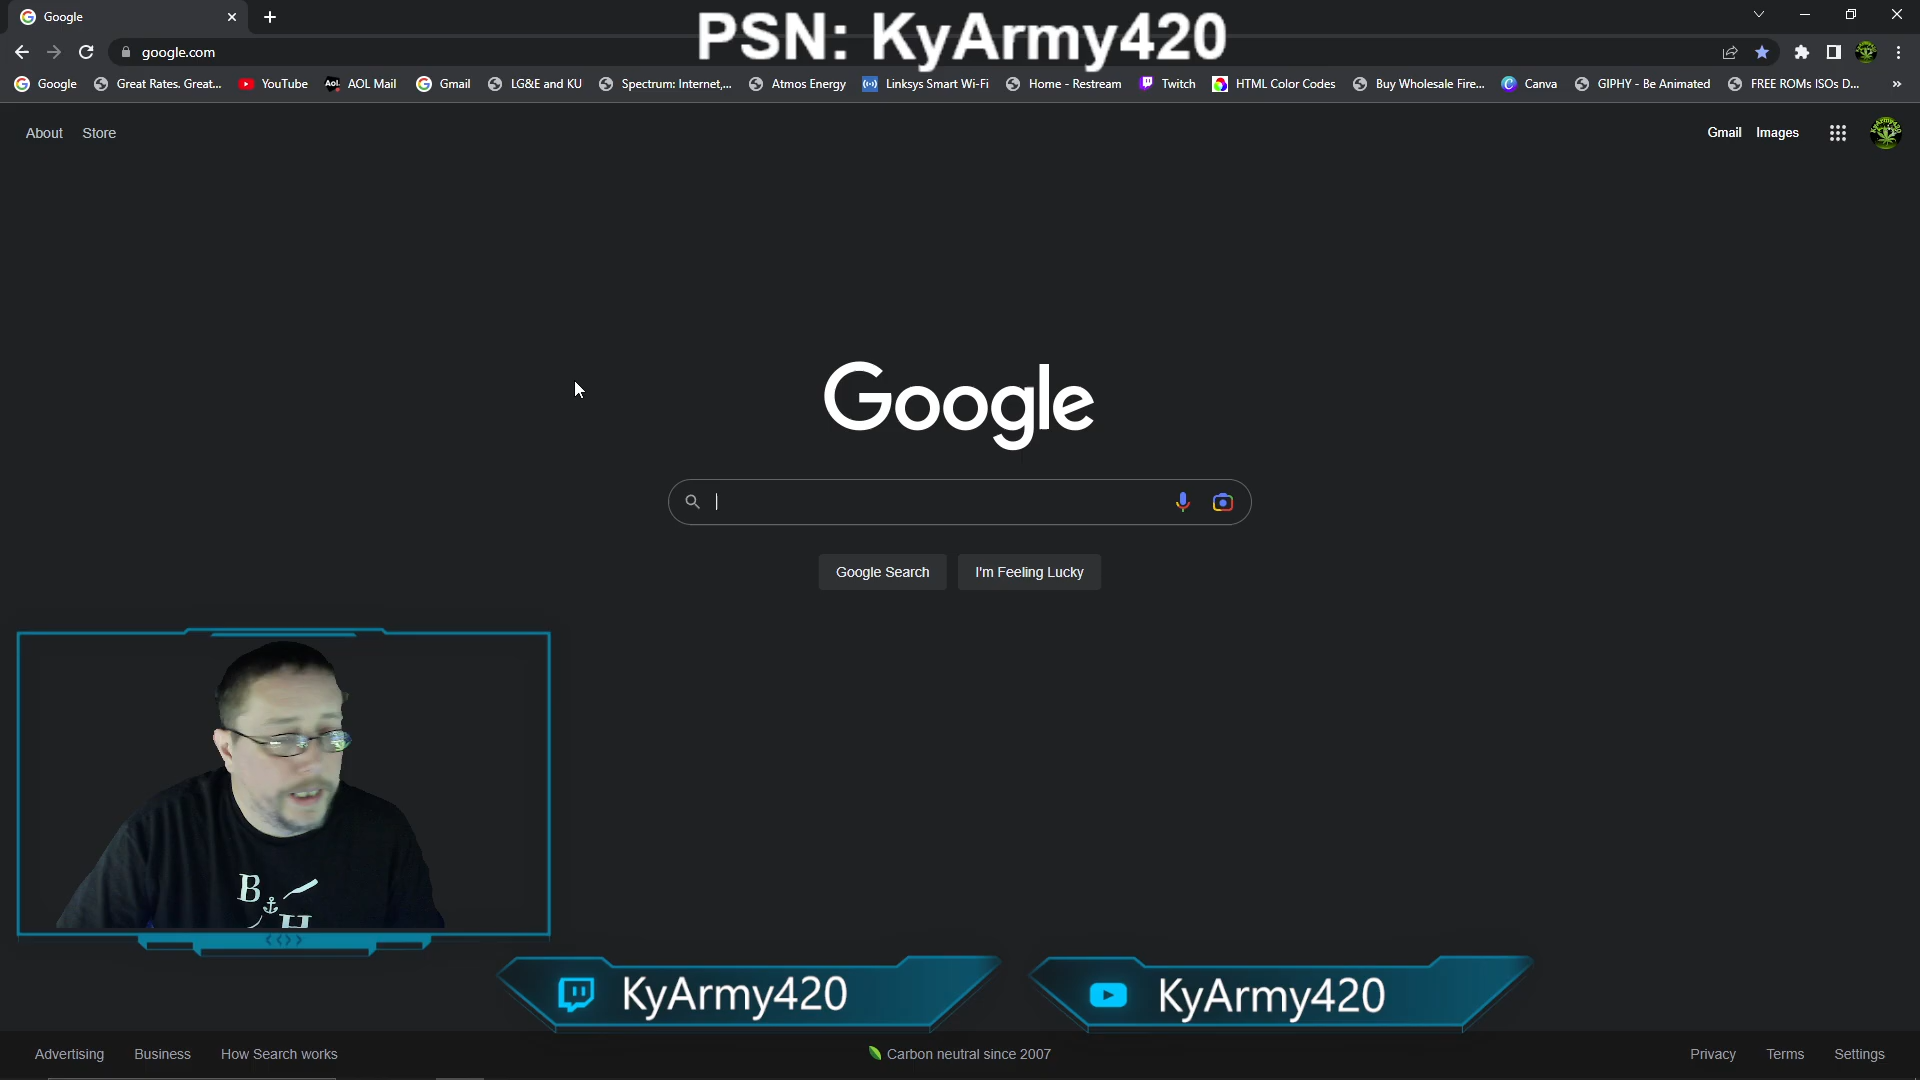 Google
PSN: KyArmy420
google.com
Google Great Rates. Great... YouTube Aol. AOL Mail Gmail LG&E and KU Spectrum: Internet,... Atmos Energy Linksys Smart Wi-Fi Home - Restream Twitch HTML Color Codes Buy Wholesale Fire... Canva GIPHY - Be Animated FREE ROMs ISOs D... »
About Store Gmail Images
Google
Google Search I'm Feeling Lucky
B
H
KyArmy420 KyArmy420
Advertising Business How Search works Carbon neutral since 2007 Privacy Terms Settings